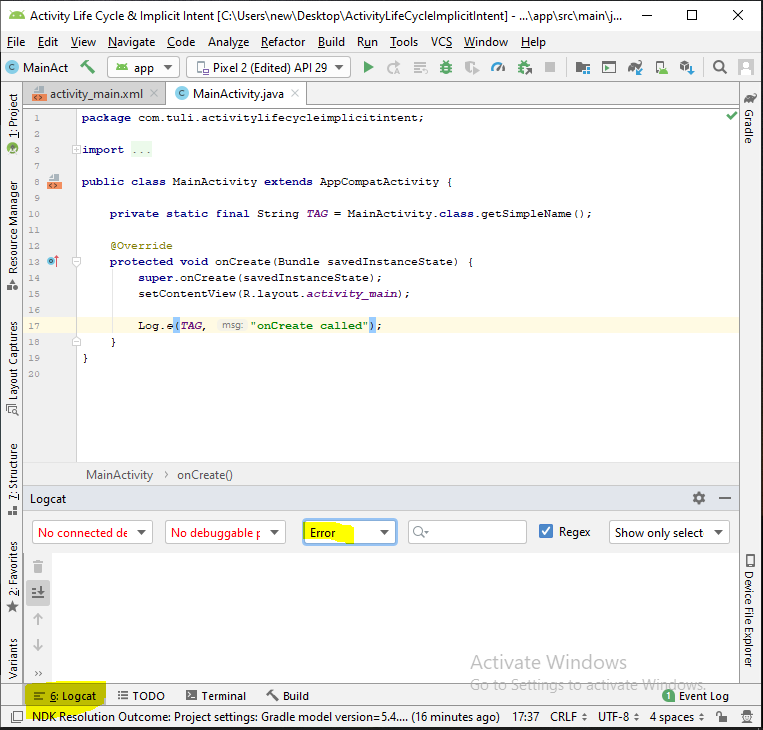 Activity Life Cycle & Implicit Intent [C:\Users\new\Desktop\ActivityLifeCycleImplicitIntent] - ...\app\src\main\j...
File Edit View Navigate Code Analyze Refactor Build Run Tools VCS Window Help
MainAct app Pixel 2 (Edited) API 29
activity_main.xml MainActivity.java
1: Project
Resource Manager
Layout Captures
7: Structure
2: Favorites
Variants
1 package com.tuli.activitylifecycleimplicitintent;
2
3 import ...
7
8 public class MainActivity extends AppCompatActivity {
9
10 private static final String TAG = MainActivity.class.getSimpleName();
11
12 @Override
13 protected void onCreate(Bundle savedInstanceState) {
14 super.onCreate(savedInstanceState);
15 setContentView(R.layout.activity_main);
16
17 Log.e(TAG, msg: "onCreate called");
18 }
19 }
20
Gradle
Device File Explorer
MainActivity › onCreate()
Logcat
No connected de No debuggable p Error Regex Show only select
Activate Windows
Go to Settings to activate Windows.
6: Logcat TODO Terminal Build 1 Event Log
NDK Resolution Outcome: Project settings: Gradle model version=5.4.... (16 minutes ago) 17:37 CRLF UTF-8 4 spaces